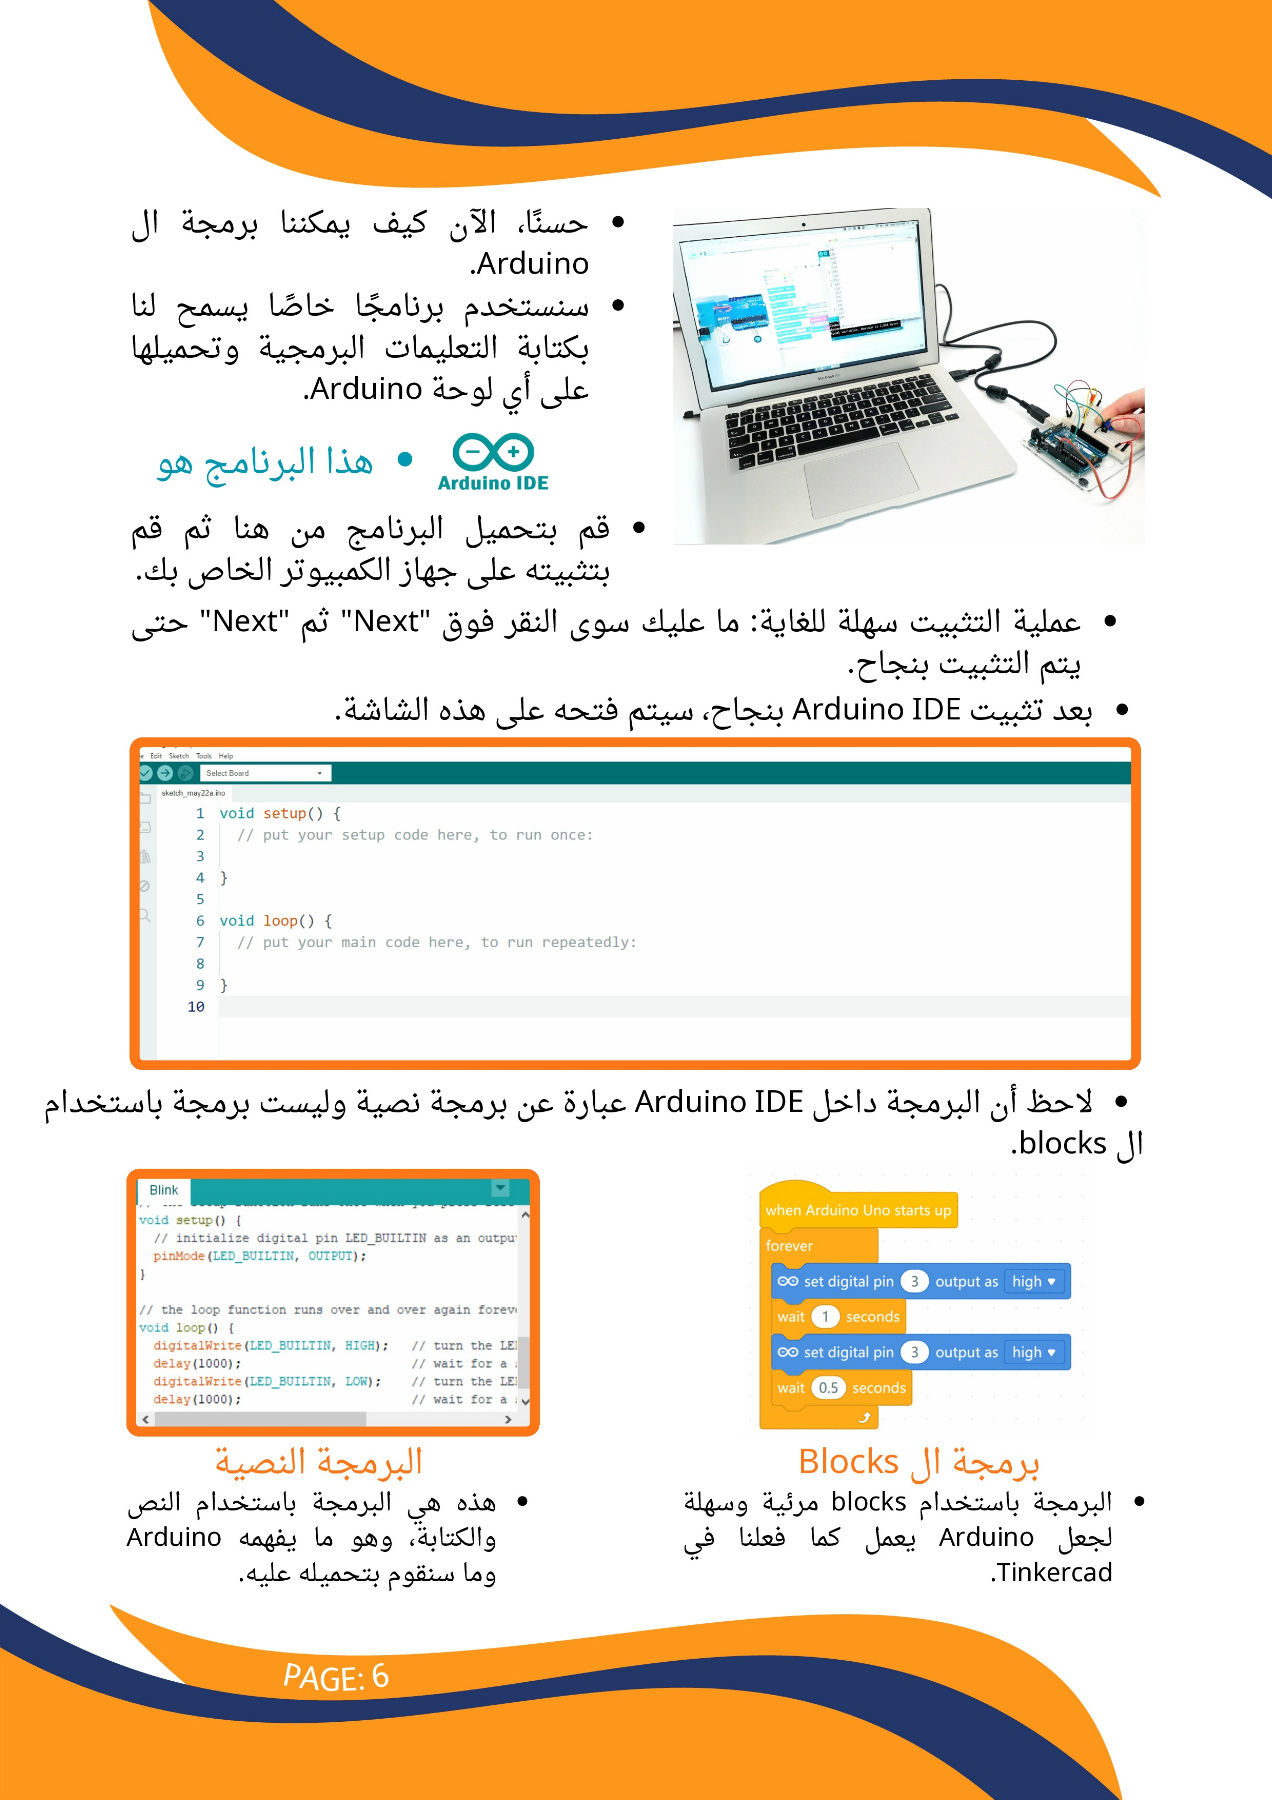 حسنًا، الآن كيف يمكننا برمجة ال
Arduino.
سنستخدم برنامجًا خاصًا يسمح لنا
بكتابة التعليمات البرمجية وتحميلها
على أي لوحة Arduino.
هذا البرنامج هو
Arduino IDE
قم بتحميل البرنامج من هنا ثم قم
بتثبيته على جهاز الكمبيوتر الخاص بك.
عملية التثبيت سهلة للغاية: ما عليك سوى النقر فوق "Next" ثم "Next" حتى
يتم التثبيت بنجاح.
بعد تثبيت Arduino IDE بنجاح، سيتم فتحه على هذه الشاشة.
Edit Sketch Tools Help
Select Board
sketch_may22a.ino
1 void setup() {
2 // put your setup code here, to run once:
3
4 }
5
6 void loop() {
7 // put your main code here, to run repeatedly:
8
9 }
10
لاحظ أن البرمجة داخل Arduino IDE عبارة عن برمجة نصية وليست برمجة باستخدام
ال blocks.
when Arduino Uno starts up
forever
set digital pin 3 output as high
wait 1 seconds
set digital pin 3 output as high
wait 0.5 seconds
برمجة ال Blocks
البرمجة باستخدام blocks مرئية وسهلة
لجعل Arduino يعمل كما فعلنا في
Tinkercad.
Blink
void setup() {
// initialize digital pin LED_BUILTIN as an outpu
pinMode(LED_BUILTIN, OUTPUT);
}
// the loop function runs over and over again forev
void loop() {
digitalWrite(LED_BUILTIN, HIGH); // turn the LE
delay(1000); // wait for a
digitalWrite(LED_BUILTIN, LOW); // turn the LE
delay(1000); // wait for a
البرمجة النصية
هذه هي البرمجة باستخدام النص
والكتابة، وهو ما يفهمه Arduino
وما سنقوم بتحميله عليه.
PAGE: 6